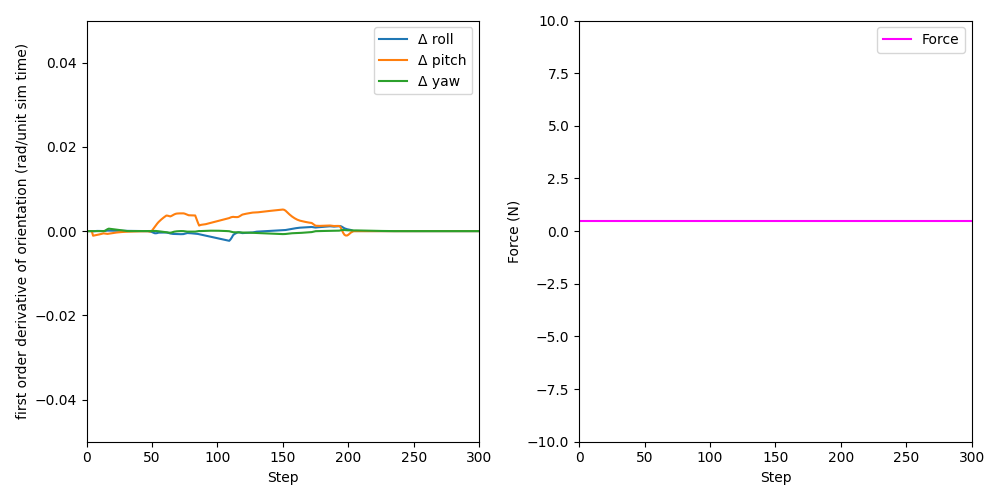 first order derivative of orientation (rad/unit sim time)
0.04
0.02
0.00
−0.02
−0.04
0 50 100 150 200 250 300
Step
Δ roll
Δ pitch
Δ yaw
Force (N)
10.0
7.5
5.0
2.5
0.0
−2.5
−5.0
−7.5
−10.0
0 50 100 150 200 250 300
Step
Force